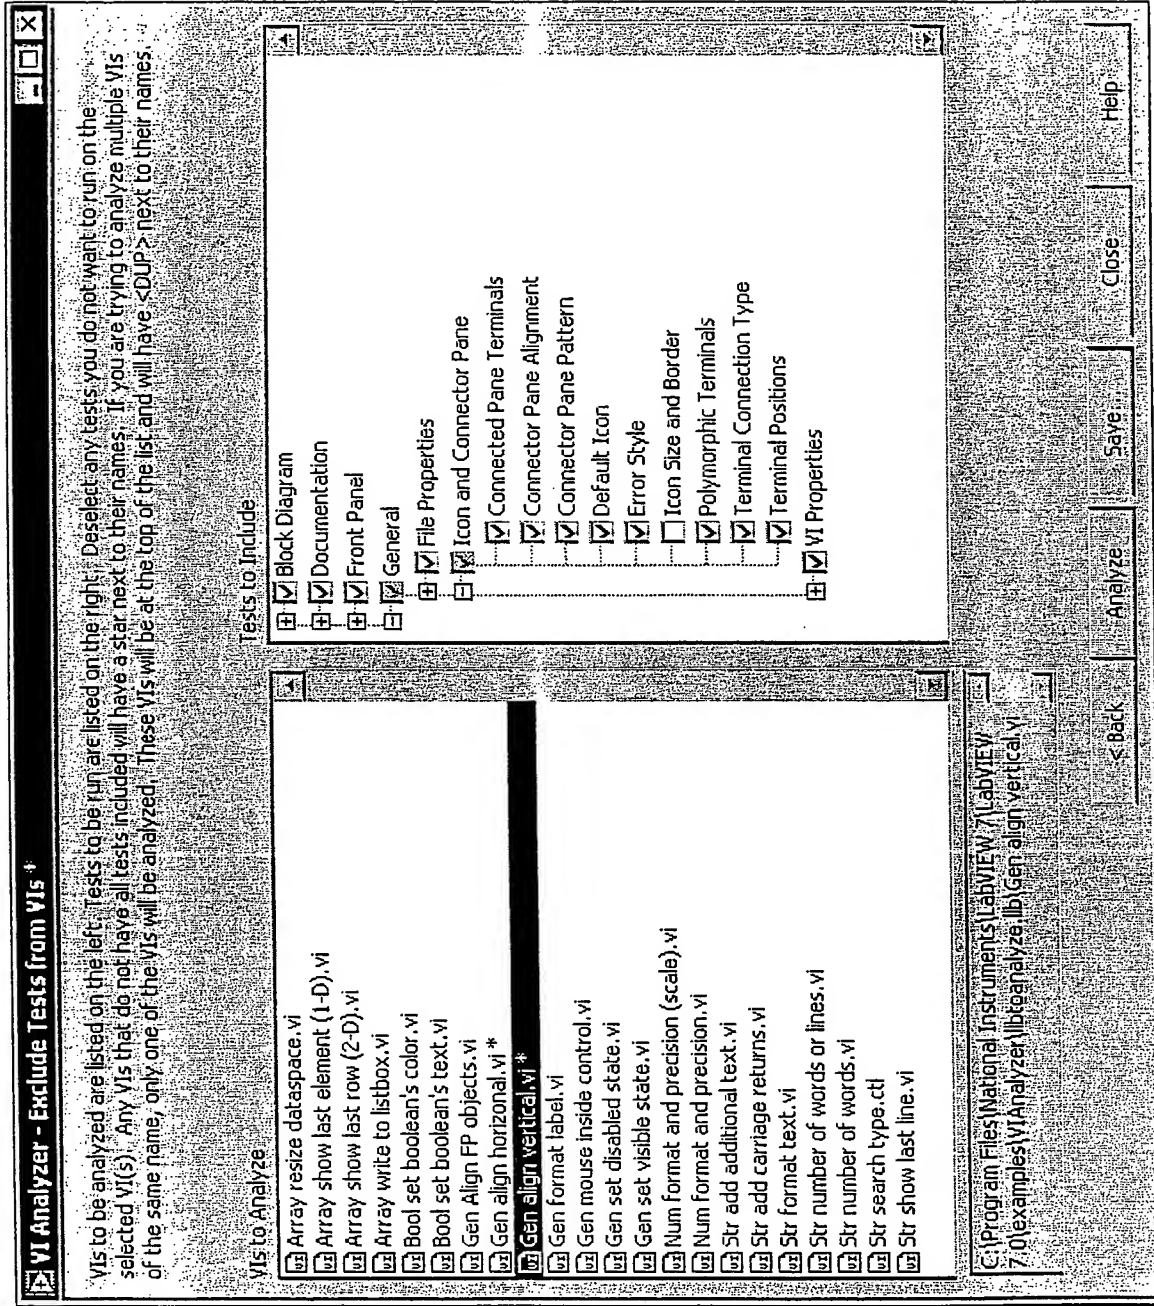 VI Analyzer - Exclude Tests from VIs *
VIs to be analyzed are listed on the left. Tests to be run are listed on the right. Deselect any tests you do not want to run on the
selected VI(s). Any VIs that do not have all tests included will have a star next to their names. If you are trying to analyze multiple VIs
of the same name, only one of the VIs will be analyzed. These VIs will be at the top of the list and will have <DUP> next to their names.
VIs to Analyze
Array resize dataspace.vi
Array show last element (1-D).vi
Array show last row (2-D).vi
Array write to listbox.vi
Bool set boolean's color.vi
Bool set boolean's text.vi
Gen Align FP objects.vi
Gen align horizonal.vi *
Gen align vertical.vi *
Gen format label.vi
Gen mouse inside control.vi
Gen set disabled state.vi
Gen set visible state.vi
Num format and precision (scale).vi
Num format and precision.vi
Str add additional text.vi
Str add carriage returns.vi
Str format text.vi
Str number of words or lines.vi
Str number of words.vi
Str search type.ctl
Str show last line.vi
C:\Program Files\National Instruments\LabVIEW 7\LabVIEW
7.0\examples\VIAnalyzer\libtoanalyze.llb\Gen align vertical.vi
Tests to Include
Block Diagram
Documentation
Front Panel
General
File Properties
Icon and Connector Pane
Connected Pane Terminals
Connector Pane Alignment
Connector Pane Pattern
Default Icon
Error Style
Icon Size and Border
Polymorphic Terminals
Terminal Connection Type
Terminal Positions
VI Properties
< Back
Analyze
Save...
Close
Help